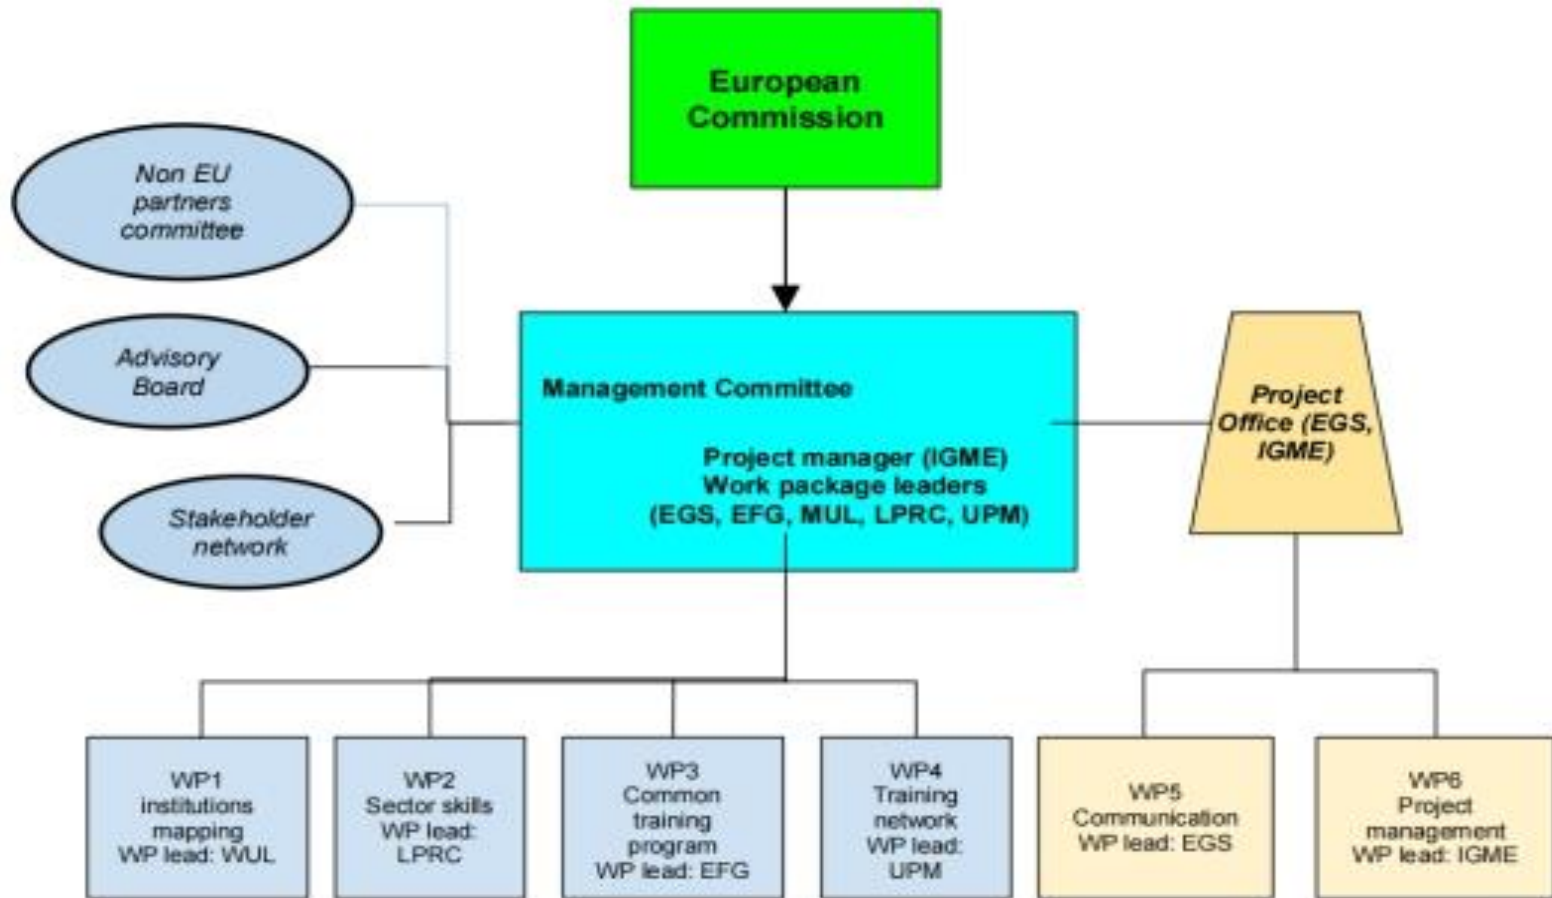 European
Commission
Non EU
partners
committee
Advisory
Board
Stakeholder
network
Management Committee
Project manager (IGME)
Work package leaders
(EGS, EFG, MUL, LPRC, UPM)
Project
Office (EGS,
IGME)
WP1
institutions
mapping
WP lead: WUL
WP2
Sector skills
WP lead:
LPRC
WP3
Common
training
program
WP lead: EFG
WP4
Training
network
WP lead:
UPM
WP5
Communication
WP lead: EGS
WP6
Project
management
WP lead: IGME